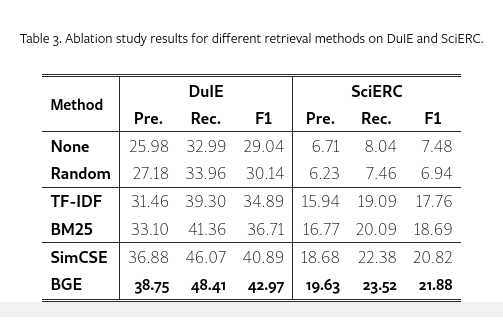 Table 3. Ablation study results for different retrieval methods on DuIE and SciERC.
Method DuIE SciERC
Pre. Rec. F1 Pre. Rec. F1
None 25.98 32.99 29.04 6.71 8.04 7.48
Random 27.18 33.96 30.14 6.23 7.46 6.94
TF-IDF 31.46 39.30 34.89 15.94 19.09 17.76
BM25 33.10 41.36 36.71 16.77 20.09 18.69
SimCSE 36.88 46.07 40.89 18.68 22.38 20.82
BGE 38.75 48.41 42.97 19.63 23.52 21.88